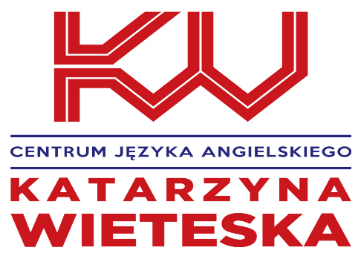 KW
CENTRUM JĘZYKA ANGIELSKIEGO
KATARZYNA
WIETESKA